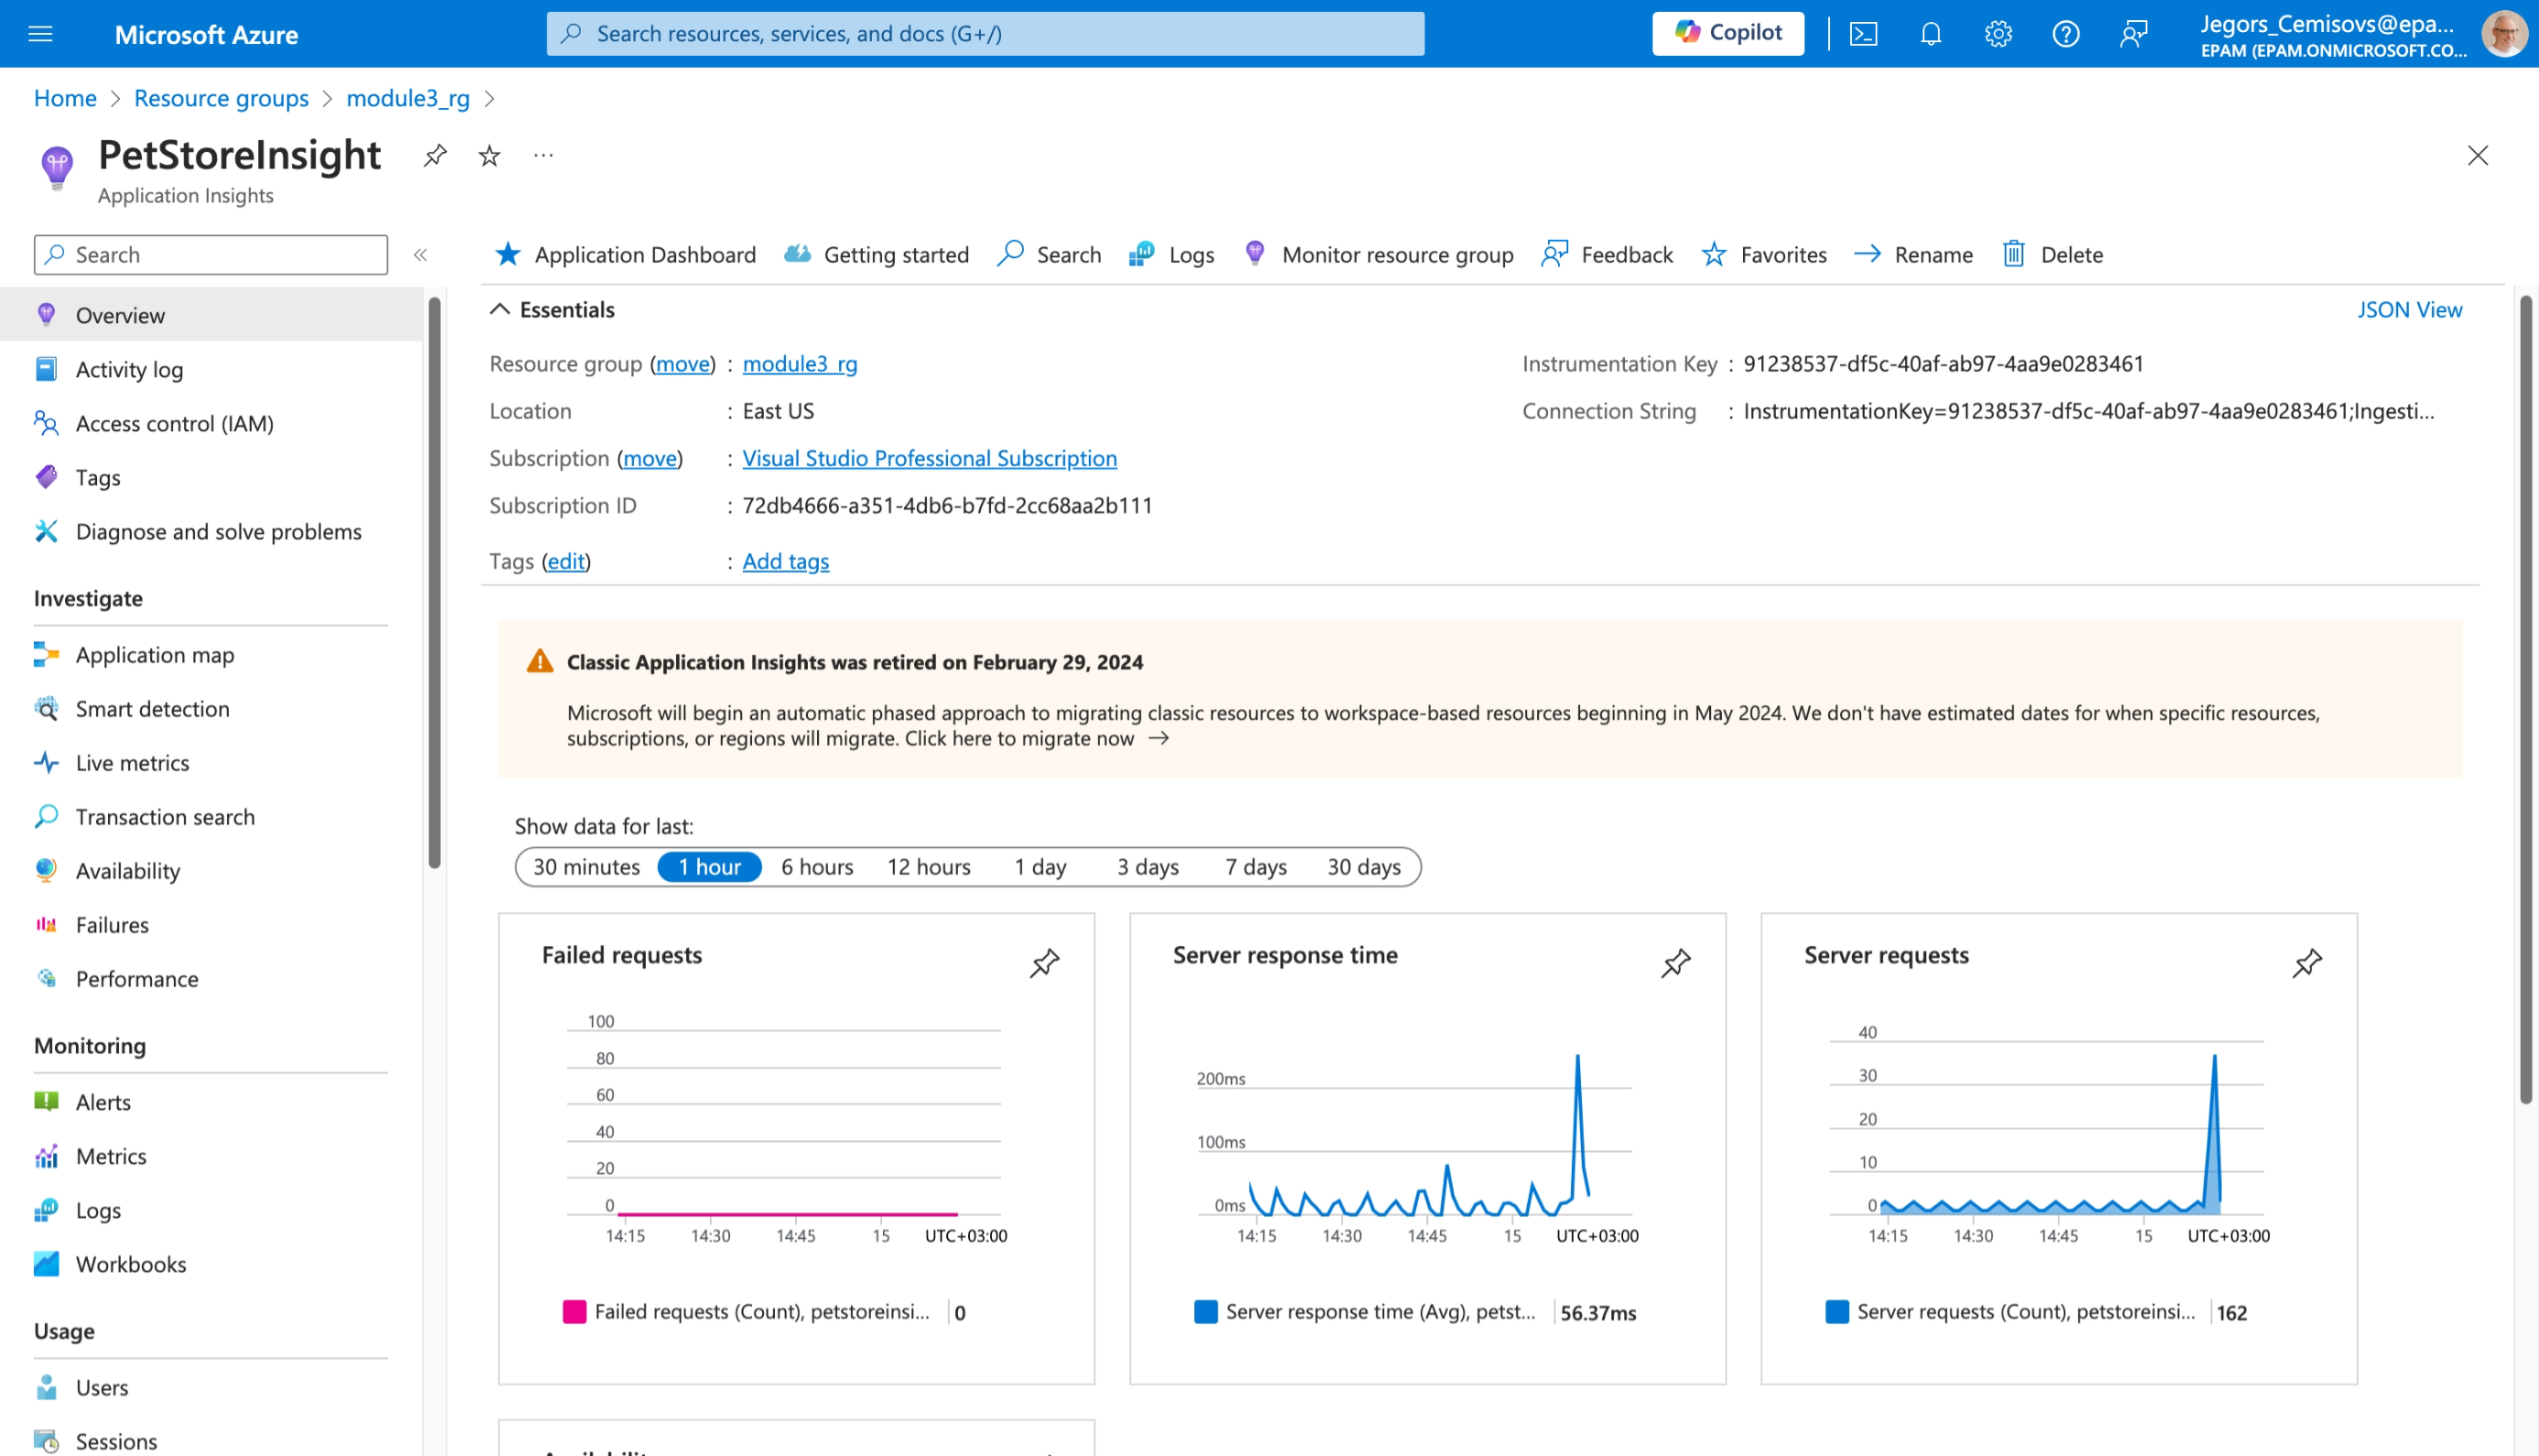 Microsoft Azure
Search resources, services, and docs (G+/)
Copilot
Jegors_Cemisovs@epa...
EPAM (EPAM.ONMICROSOFT.CO...
Home > Resource groups > module3_rg >
PetStoreInsight
Application Insights
Search
Application Dashboard
Getting started
Search
Logs
Monitor resource group
Feedback
Favorites
Rename
Delete
Overview
Activity log
Access control (IAM)
Tags
Diagnose and solve problems
Investigate
Application map
Smart detection
Live metrics
Transaction search
Availability
Failures
Performance
Monitoring
Alerts
Metrics
Logs
Workbooks
Usage
Users
Sessions
Essentials
JSON View
Resource group (move) : module3_rg
Location : East US
Subscription (move) : Visual Studio Professional Subscription
Subscription ID : 72db4666-a351-4db6-b7fd-2cc68aa2b111
Tags (edit) : Add tags
Instrumentation Key : 91238537-df5c-40af-ab97-4aa9e0283461
Connection String : InstrumentationKey=91238537-df5c-40af-ab97-4aa9e0283461;Ingesti...
Classic Application Insights was retired on February 29, 2024
Microsoft will begin an automatic phased approach to migrating classic resources to workspace-based resources beginning in May 2024. We don't have estimated dates for when specific resources,
subscriptions, or regions will migrate. Click here to migrate now →
Show data for last:
30 minutes 1 hour 6 hours 12 hours 1 day 3 days 7 days 30 days
Failed requests
100
80
60
40
20
0
14:15 14:30 14:45 15 UTC+03:00
Failed requests (Count), petstoreinsi... 0
Server response time
200ms
100ms
0ms
14:15 14:30 14:45 15 UTC+03:00
Server response time (Avg), petst... 56.37ms
Server requests
40
30
20
10
0
14:15 14:30 14:45 15 UTC+03:00
Server requests (Count), petstoreinsi... 162